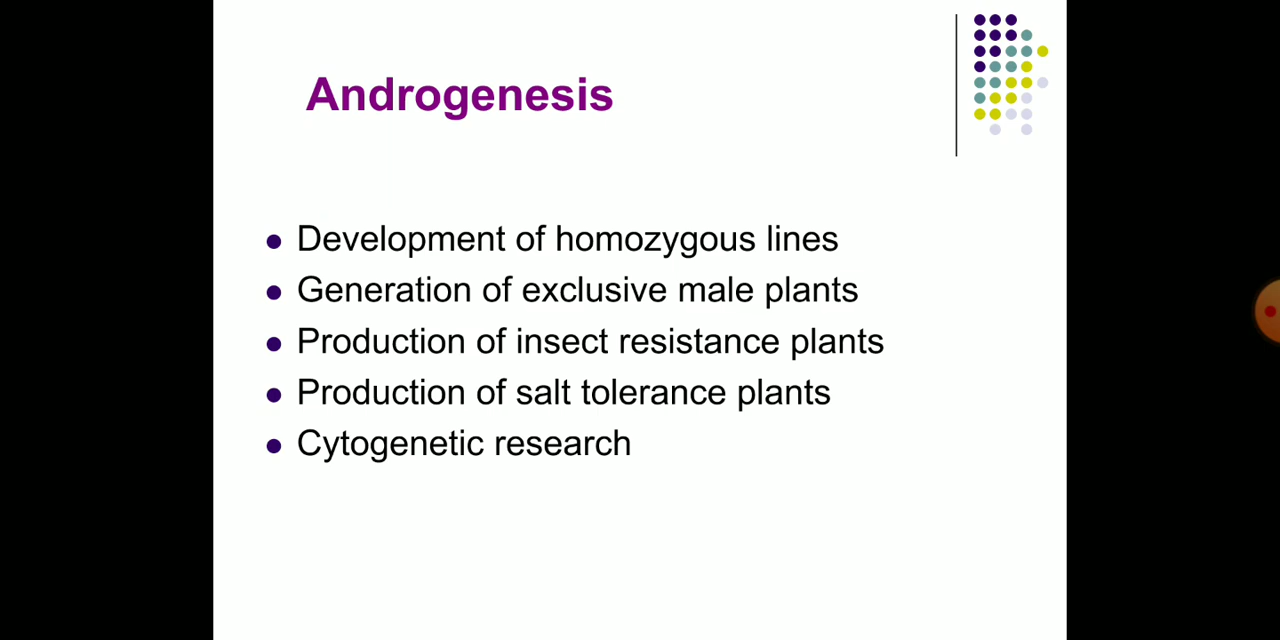 Androgenesis
Development of homozygous lines
Generation of exclusive male plants
Production of insect resistance plants
Production of salt tolerance plants
Cytogenetic research